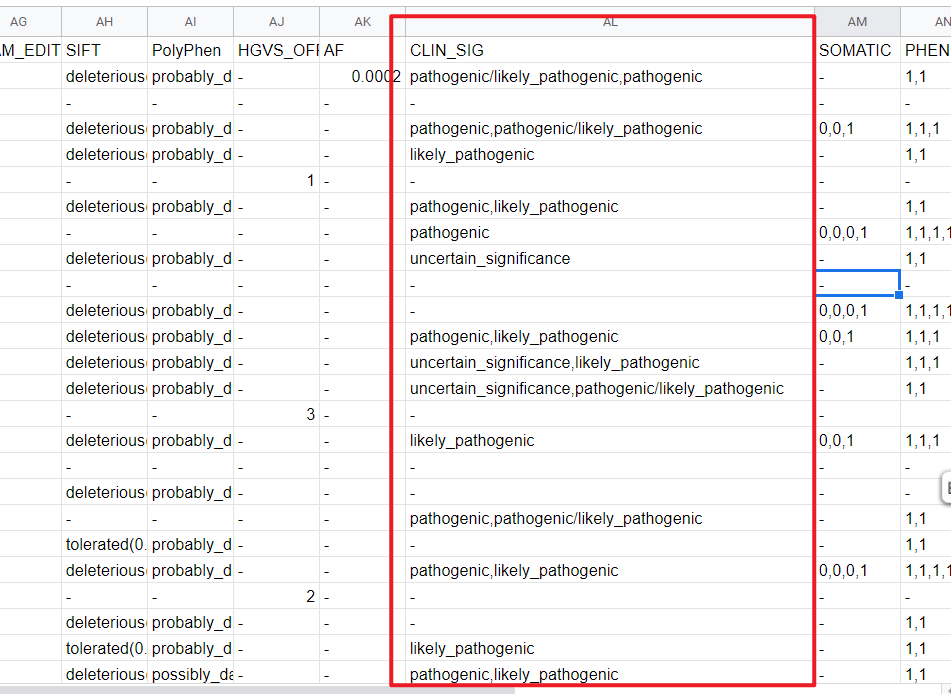 AG AH AI AJ AK AL AM AN
M_EDIT SIFT PolyPhen HGVS_OFF AF CLIN_SIG SOMATIC PHEN
deleterious( probably_d - 0.0002 pathogenic/likely_pathogenic,pathogenic - 1,1
- - - - - - -
deleterious( probably_d - - pathogenic,pathogenic/likely_pathogenic 0,0,1 1,1,1
deleterious( probably_d - - likely_pathogenic - 1,1
- - 1 - - - -
deleterious( probably_d - - pathogenic,likely_pathogenic - 1,1
- - - - pathogenic 0,0,0,1 1,1,1,1
deleterious( probably_d - - uncertain_significance - 1,1
- - - - - - -
deleterious( probably_d - - - 0,0,0,1 1,1,1,1
deleterious( probably_d - - pathogenic,likely_pathogenic 0,0,1 1,1,1
deleterious( probably_d - - uncertain_significance,likely_pathogenic - 1,1,1
deleterious( probably_d - - uncertain_significance,pathogenic/likely_pathogenic - 1,1
- - 3 - - -
deleterious( probably_d - - likely_pathogenic 0,0,1 1,1,1
- - - - - - -
deleterious( probably_d - - - - -
- - - - pathogenic,pathogenic/likely_pathogenic - 1,1
tolerated(0. probably_d - - - - 1,1
deleterious( probably_d - - pathogenic,likely_pathogenic 0,0,0,1 1,1,1,1
- - 2 - - - -
deleterious( probably_d - - - - 1,1
tolerated(0. probably_d - - likely_pathogenic - 1,1
deleterious( possibly_da - - pathogenic,likely_pathogenic - 1,1